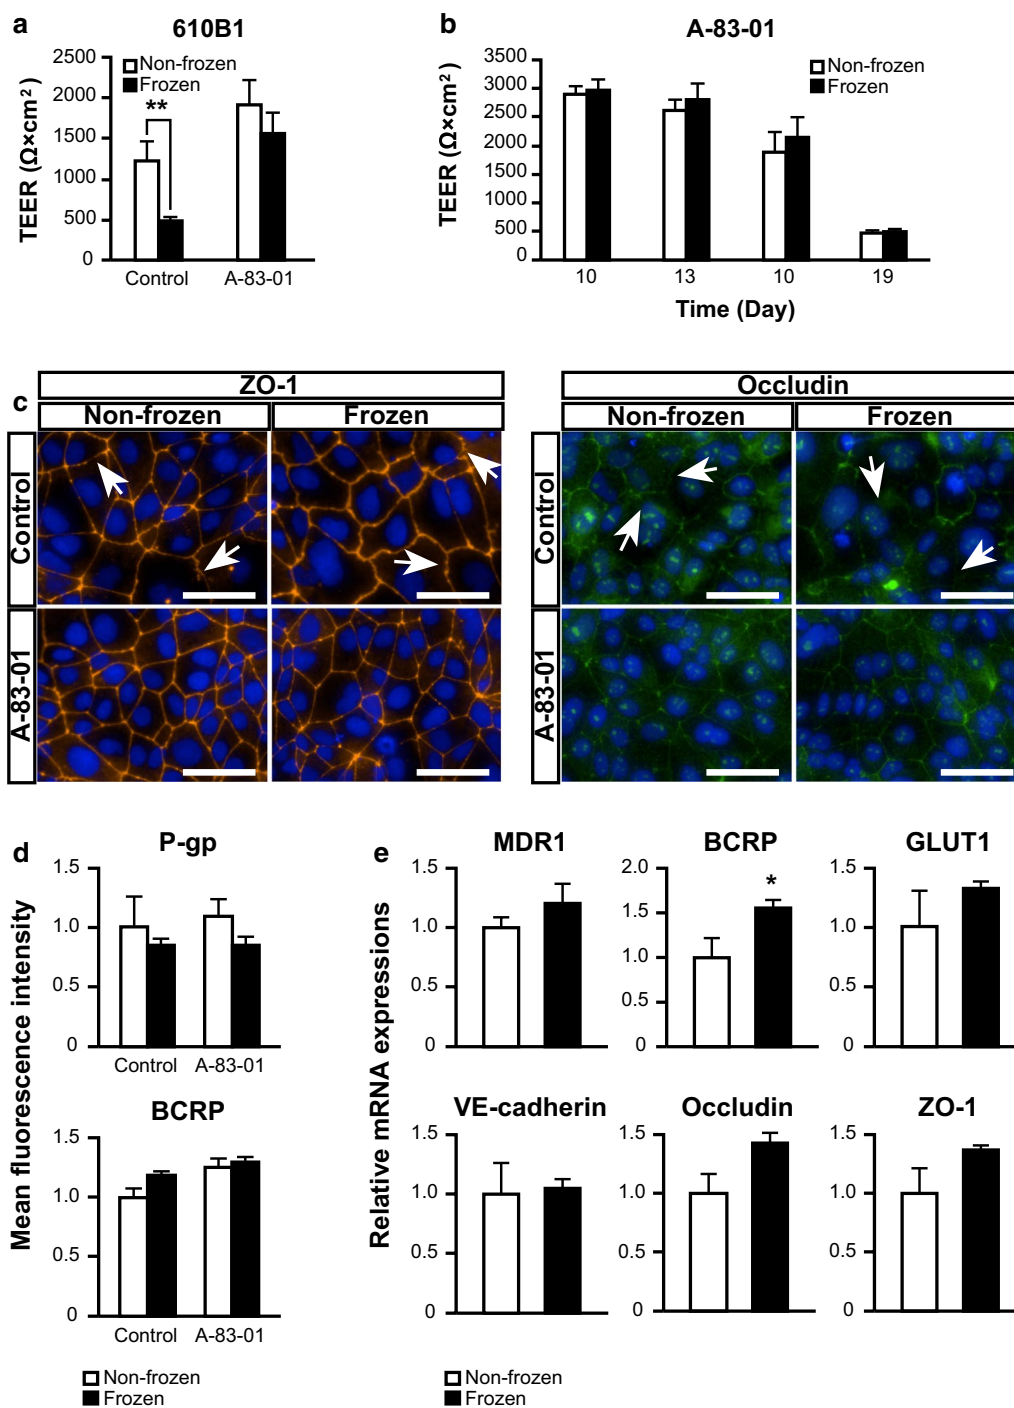 a
610B1
TEER (Ω×cm²)
2500
2000
1500
1000
500
0
Non-frozen
Frozen
**
Control
A-83-01
b
A-83-01
TEER (Ω×cm²)
3500
3000
2500
2000
1500
1000
500
0
Non-frozen
Frozen
10
13
10
19
Time (Day)
c
ZO-1
Non-frozen
Frozen
Control
A-83-01
Occludin
Non-frozen
Frozen
Control
A-83-01
d
Mean fluorescence intensity
P-gp
1.5
1.0
0.5
0
Control
A-83-01
BCRP
1.5
1.0
0.5
0
Control
A-83-01
Non-frozen
Frozen
e
Relative mRNA expressions
MDR1
1.5
1.0
0.5
0
BCRP
2.0
1.5
1.0
0.5
0
*
GLUT1
1.5
1.0
0.5
0
VE-cadherin
1.5
1.0
0.5
0
Occludin
1.5
1.0
0.5
0
ZO-1
1.5
1.0
0.5
0
Non-frozen
Frozen